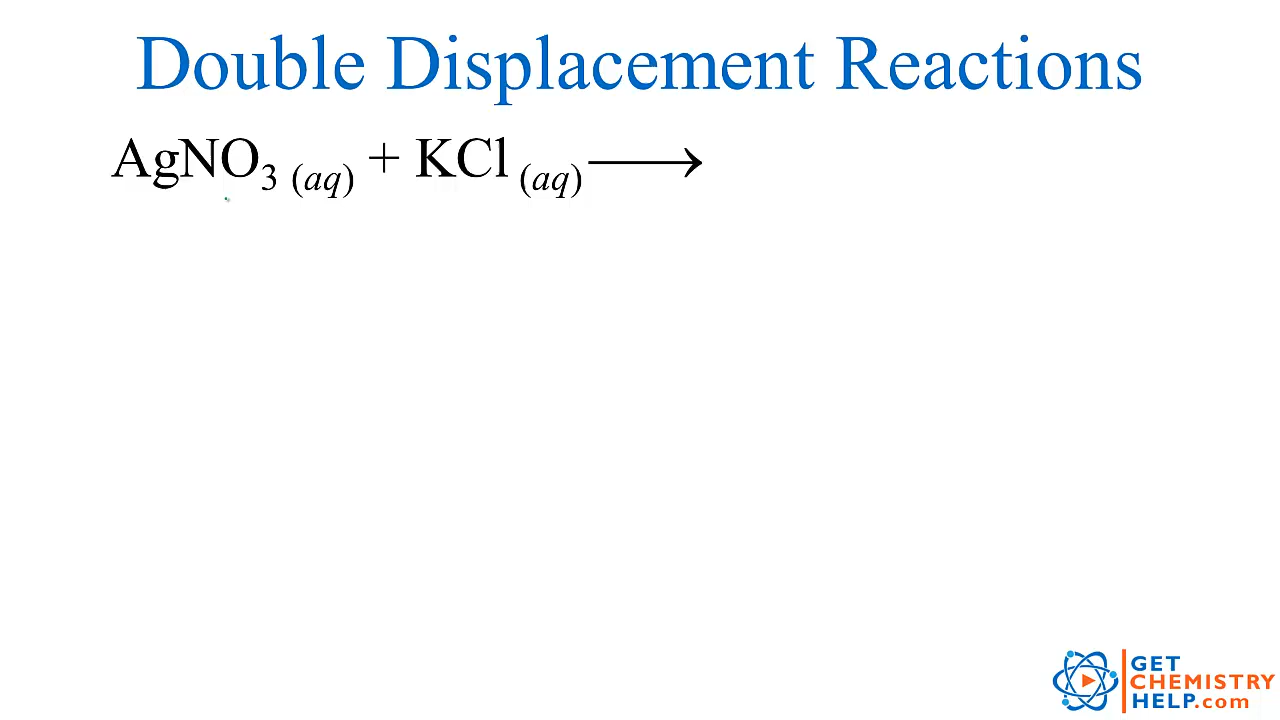 Double Displacement Reactions
AgNO₃ (aq) + KCl (aq) ⟶
GET
CHEMISTRY
HELP.com